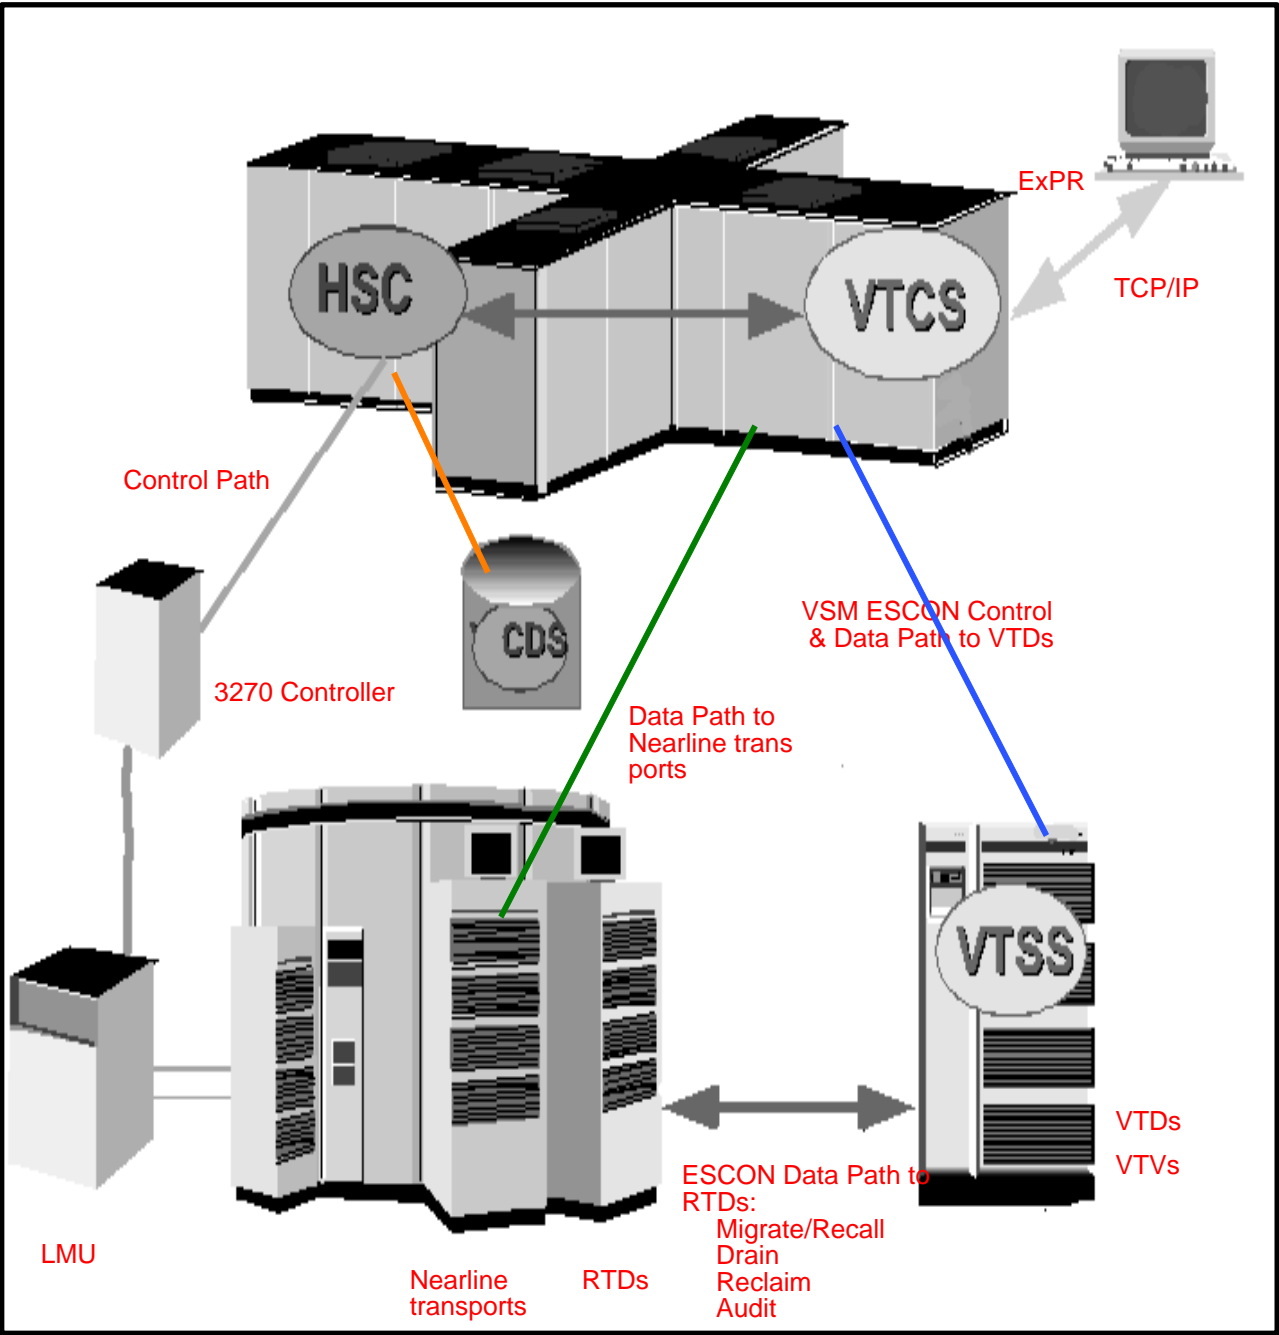 ExPR
HSC
VTCS
TCP/IP
Control Path
CDS
VSM ESCON Control
& Data Path to VTDs
3270 Controller
Data Path to
Nearline trans
ports
VTSS
VTDs
VTVs
ESCON Data Path to
RTDs:
Migrate/Recall
Drain
Reclaim
Audit
LMU
Nearline
transports
RTDs